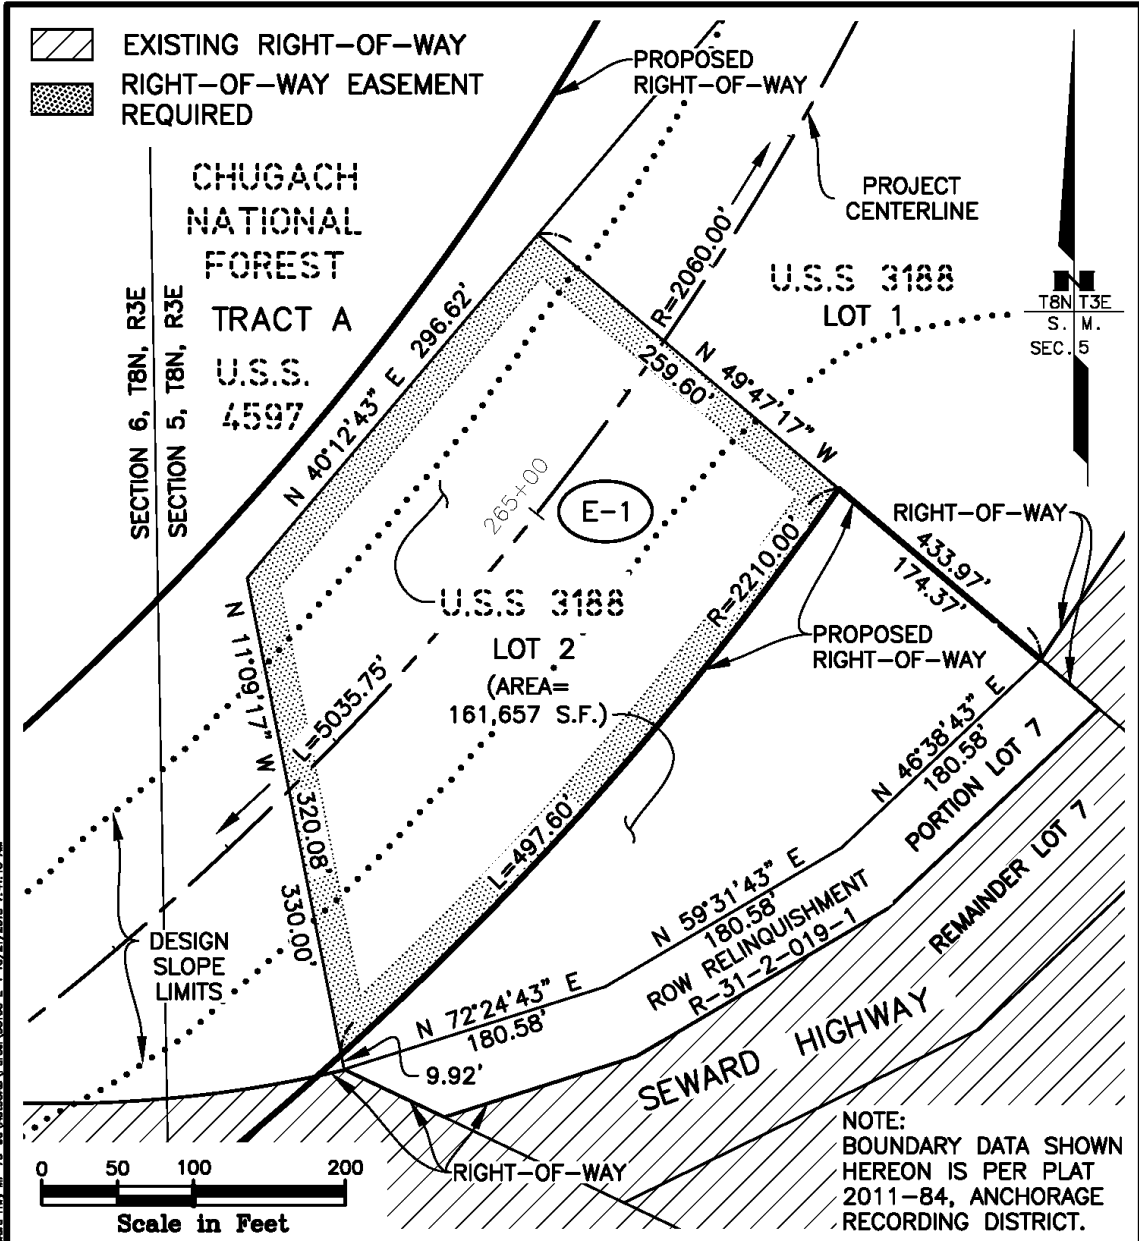 EXISTING RIGHT-OF-WAY
RIGHT-OF-WAY EASEMENT
REQUIRED
PROPOSED
RIGHT-OF-WAY
PROJECT
CENTERLINE
CHUGACH
NATIONAL
FOREST
TRACT A
U.S.S.
4597
SECTION 6, T8N, R3E
SECTION 5, T8N, R3E
U.S.S 3188
LOT 1
N
T8N T3E
S. M.
SEC. 5
R=2060.00'
N 40°12'43" E 296.62'
N 49°47'17" W
259.60'
1
265+00
E-1
RIGHT-OF-WAY
433.97'
174.37'
U.S.S 3188
LOT 2
(AREA=
161,657 S.F.)
R=2210.00'
PROPOSED
RIGHT-OF-WAY
N 11°09'17" W
320.08'
330.00'
L=5035.75'
L=497.60'
N 46°38'43" E
180.58'
PORTION LOT 7
REMAINDER LOT 7
N 59°31'43" E
180.58'
ROW RELINQUISHMENT
R-31-2-019-1
DESIGN
SLOPE
LIMITS
N 72°24'43" E
180.58'
9.92'
SEWARD HIGHWAY
RIGHT-OF-WAY
NOTE:
BOUNDARY DATA SHOWN
HEREON IS PER PLAT
2011-84, ANCHORAGE
RECORDING DISTRICT.
0 50 100 200
Scale in Feet